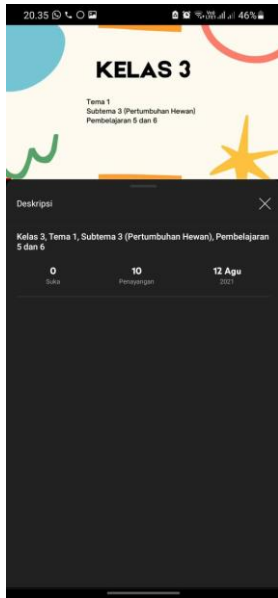 20.35 46%
KELAS 3
Tema 1
Subtema 3 (Pertumbuhan Hewan)
Pembelajaran 5 dan 6
Deskripsi
Kelas 3, Tema 1, Subtema 3 (Pertumbuhan Hewan), Pembelajaran
5 dan 6
0 10 12 Agu
Suka Penayangan 2021